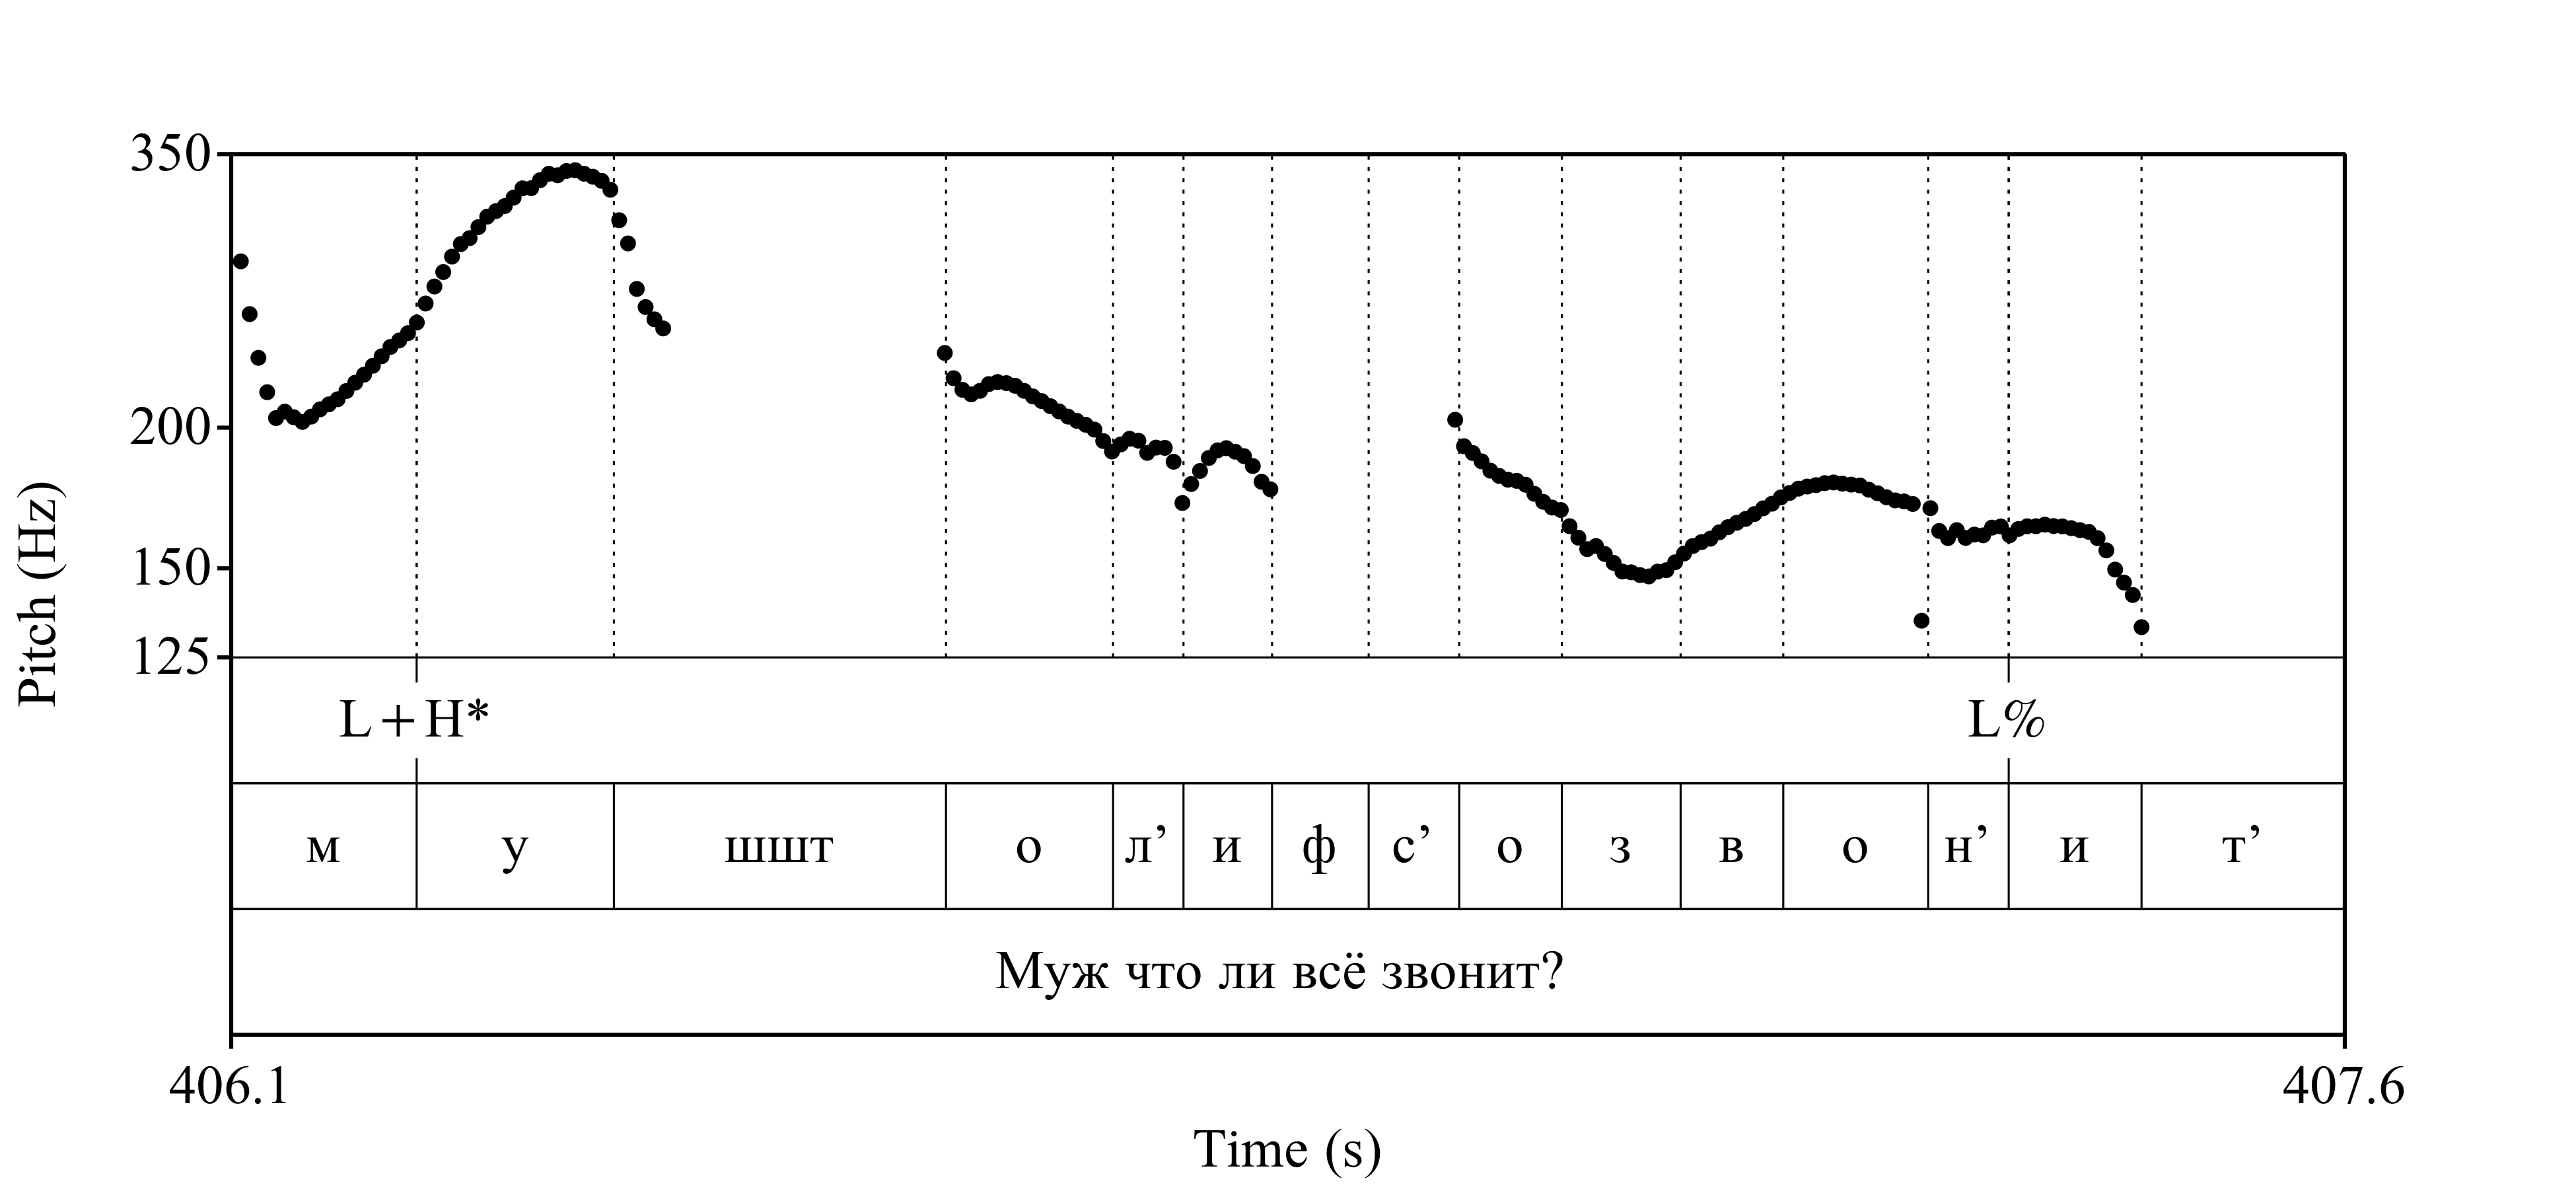 350
200
150
125
Pitch (Hz)
L+H* L%
м у шшт о л’ и ф с’ о з в о н’ и т’
Муж что ли всё звонит?
406.1 407.6
Time (s)